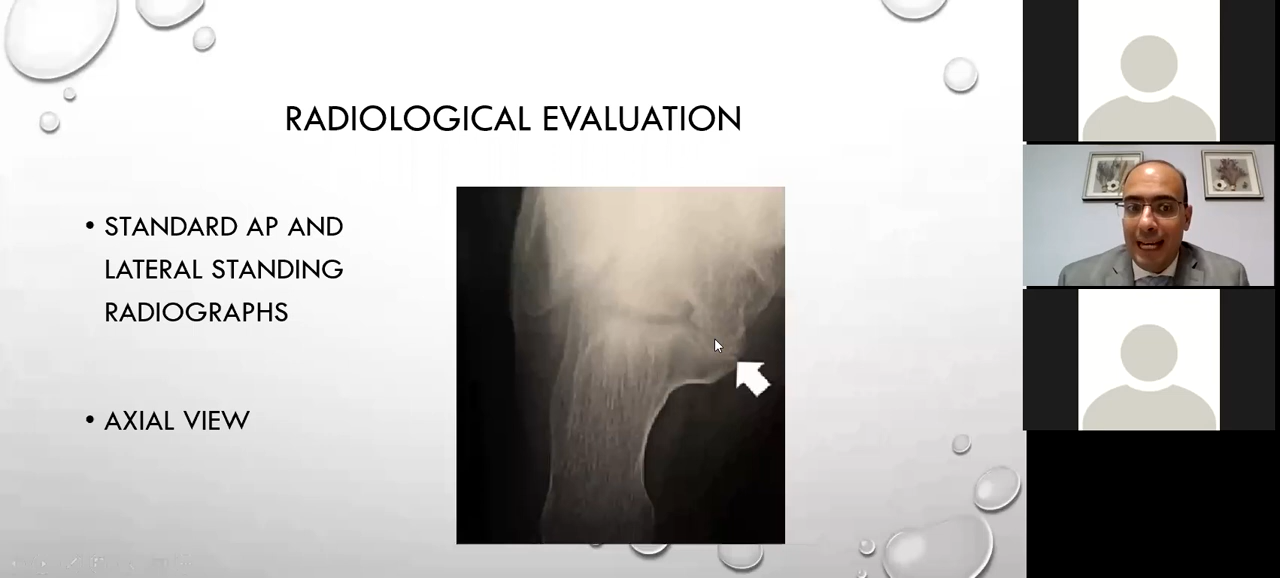 RADIOLOGICAL EVALUATION
• STANDARD AP AND
LATERAL STANDING
RADIOGRAPHS
• AXIAL VIEW